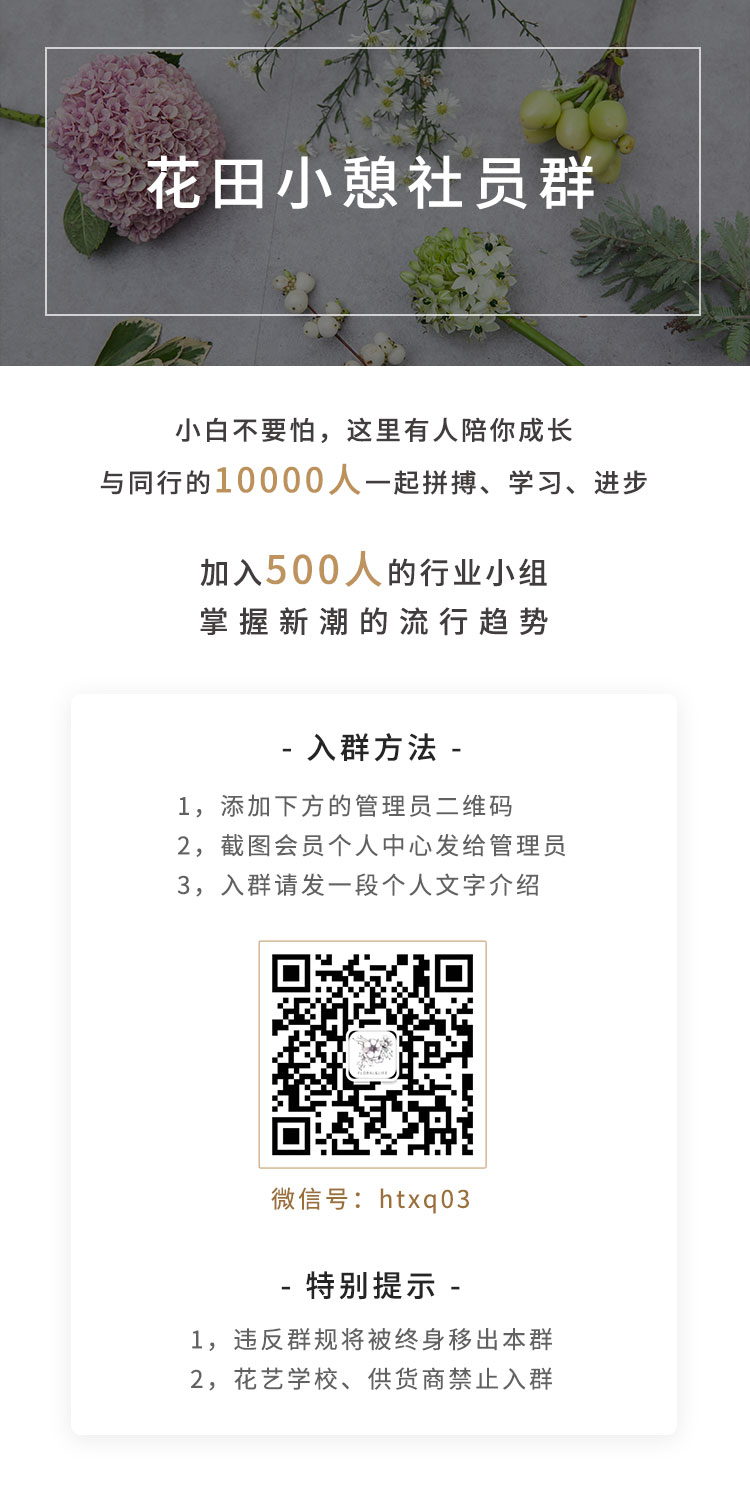 花田小憩社员群
小白不要怕，这里有人陪你成长
与同行的10000人一起拼搏、学习、进步
加入500人的行业小组
掌握新潮的流行趋势
- 入群方法 -
1，添加下方的管理员二维码
2，截图会员个人中心发给管理员
3，入群请发一段个人文字介绍
FLORAL&LIFE
微信号：htxq03
- 特别提示 -
1，违反群规将被终身移出本群
2，花艺学校、供货商禁止入群